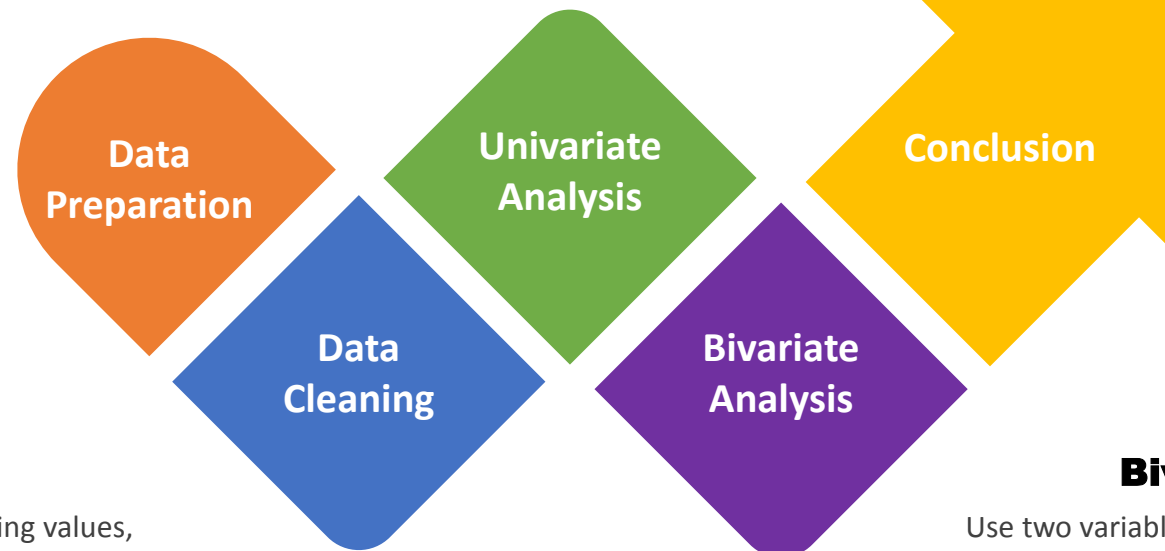 Data
Preparation
Univariate
Analysis
Conclusion
Data
Cleaning
Bivariate
Analysis
ing values,
Use two variabl